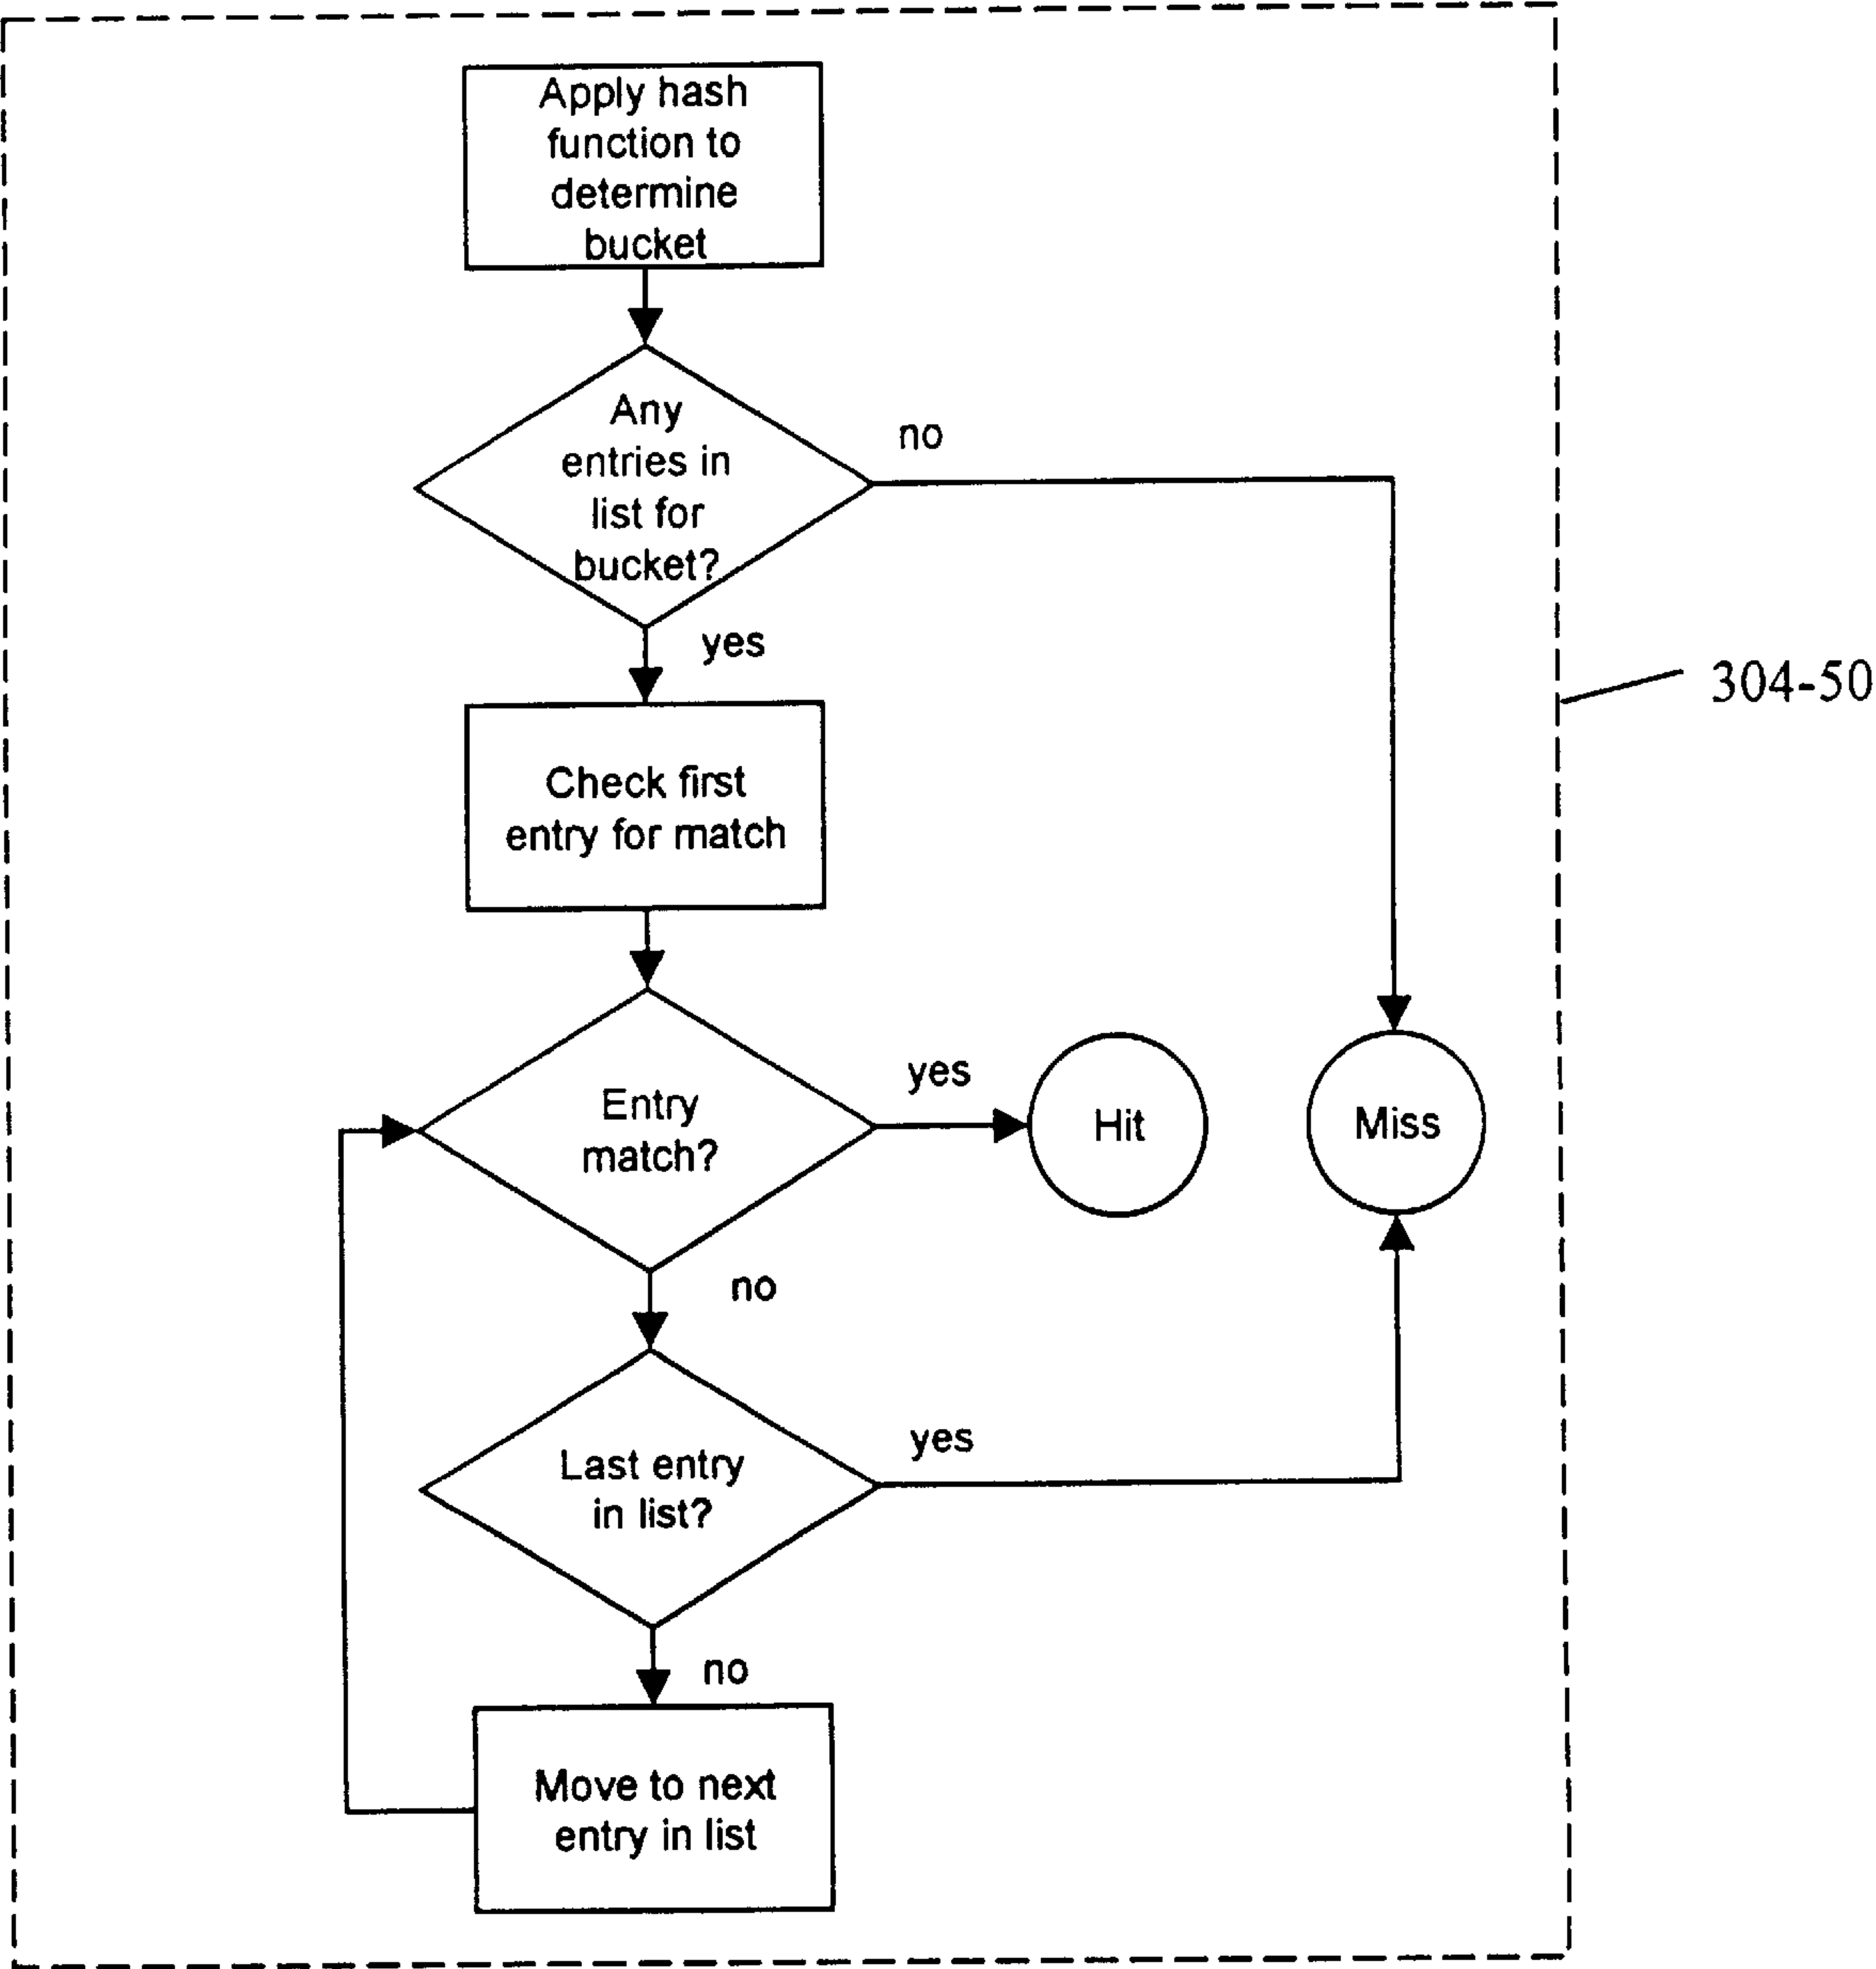 Apply hash
function to
determine
bucket
Any
entries in
list for
bucket?
no
yes
304-50
Check first
entry for match
Entry
match?
yes
Hit
Miss
no
Last entry
in list?
yes
no
Move to next
entry in list